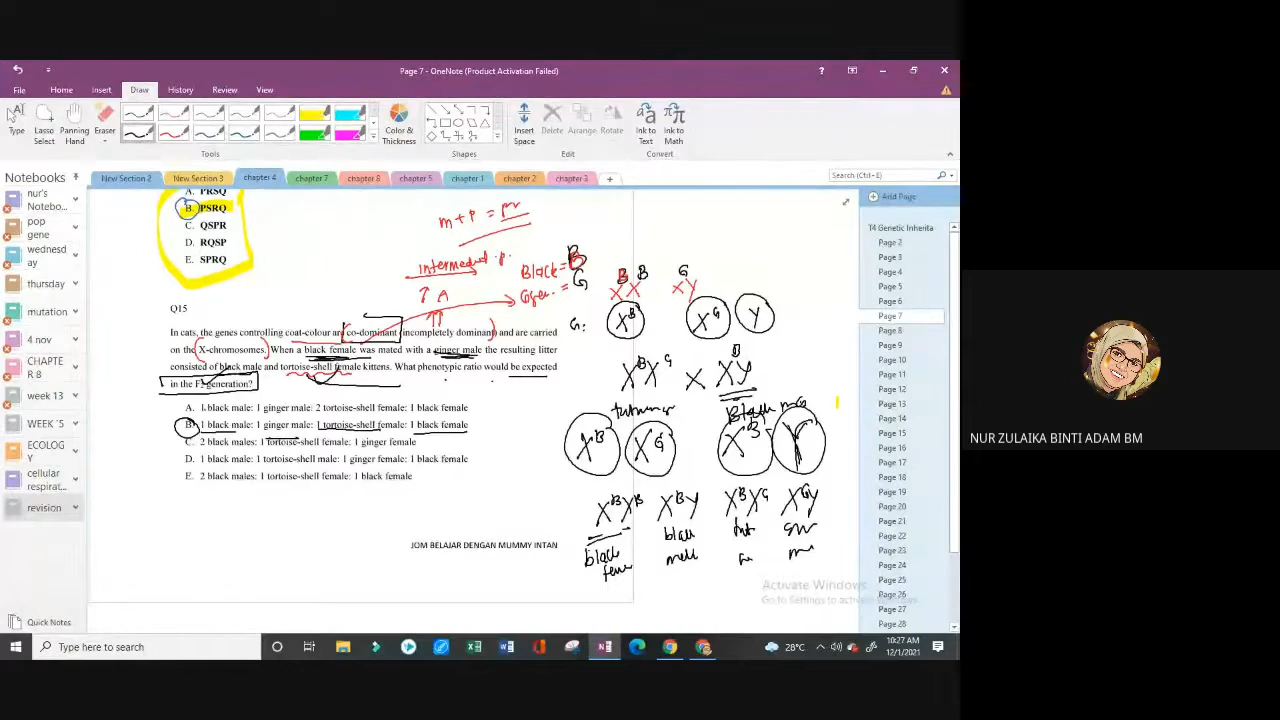 Page 7 - OneNote (Product Activation Failed)
File Home Insert Draw History Review View
Type Lasso Select Panning Hand Eraser Color & Thickness Insert Space Delete Arrange Rotate Ink to Text Ink to Math
Tools Shapes Edit Convert
Notebooks New Section 2 New Section 3 chapter 4 chapter 7 chapter 8 chapter 5 chapter 1 chapter 2 chapter 3 Search (Ctrl+E)
nur's Notebo...
pop gene
wednesday
thursday
mutation
4 nov
CHAPTER 8
week 13
WEEK '5
ECOLOGY
cellular respirat...
revision
Quick Notes
A. PRSQ
B. PSRQ
C. QSPR
D. RQSP
E. SPRQ
m + p = pr
Black = B
G
A
B B G
X X X Y
G: X^B X^G Y
Q15
In cats, the genes controlling coat-colour are co-dominant (incompletely dominant) and are carried
on the X-chromosomes. When a black female was mated with a ginger male the resulting litter
consisted of black male and tortoise-shell female kittens. What phenotypic ratio would be expected
in the F₂ generation?
A. 1 black male: 1 ginger male: 2 tortoise-shell female: 1 black female
B. 1 black male: 1 ginger male: 1 tortoise-shell female: 1 black female
C. 2 black males: 1 tortoise-shell female: 1 ginger female
D. 1 black male: 1 tortoise-shell male: 1 ginger female: 1 black female
E. 2 black males: 1 tortoise-shell female: 1 black female
X^B X^G × X^B Y
X^B X^G X^B Y
X^B X^B X^B Y X^B X^G X^G Y
black
JOM BELAJAR DENGAN MUMMY INTAN
Add Page
14 Genetic Inherita
Page 2
Page 3
Page 4
Page 5
Page 6
Page 7
Page 8
Page 9
Page 10
Page 11
Page 12
Page 13
Page 14
Page 15
Page 16
Page 17
Page 18
Page 19
Page 20
Page 21
Page 22
Page 23
Page 24
Page 25
Page 26
Page 27
Page 28
Activate Windows
Go to Settings to activate Windows.
NUR ZULAIKA BINTI ADAM BM
Type here to search
28°C
10:27 AM
12/1/2021